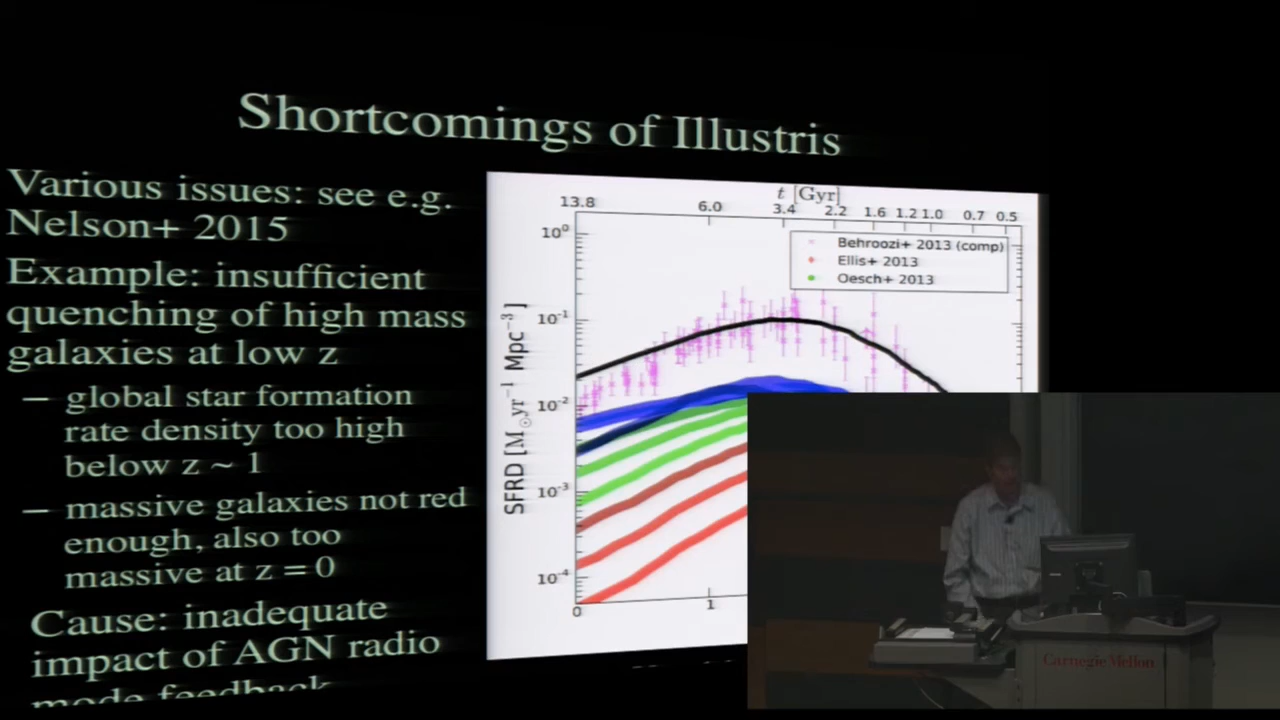 Shortcomings of Illustris
Various issues: see e.g.
Nelson+ 2015
Example: insufficient
quenching of high mass
galaxies at low z
– global star formation
rate density too high
below z ~ 1
– massive galaxies not red
enough, also too
massive at z = 0
Cause: inadequate
impact of AGN radio
mode feedback
t [Gyr]
13.8 6.0 3.4 2.2 1.6 1.2 1.0 0.7 0.5
Behroozi+ 2013 (comp)
Ellis+ 2013
Oesch+ 2013
SFRD [M⊙yr⁻¹ Mpc⁻³]
10⁰
10⁻¹
10⁻²
10⁻³
10⁻⁴
0 1
Carnegie Mellon